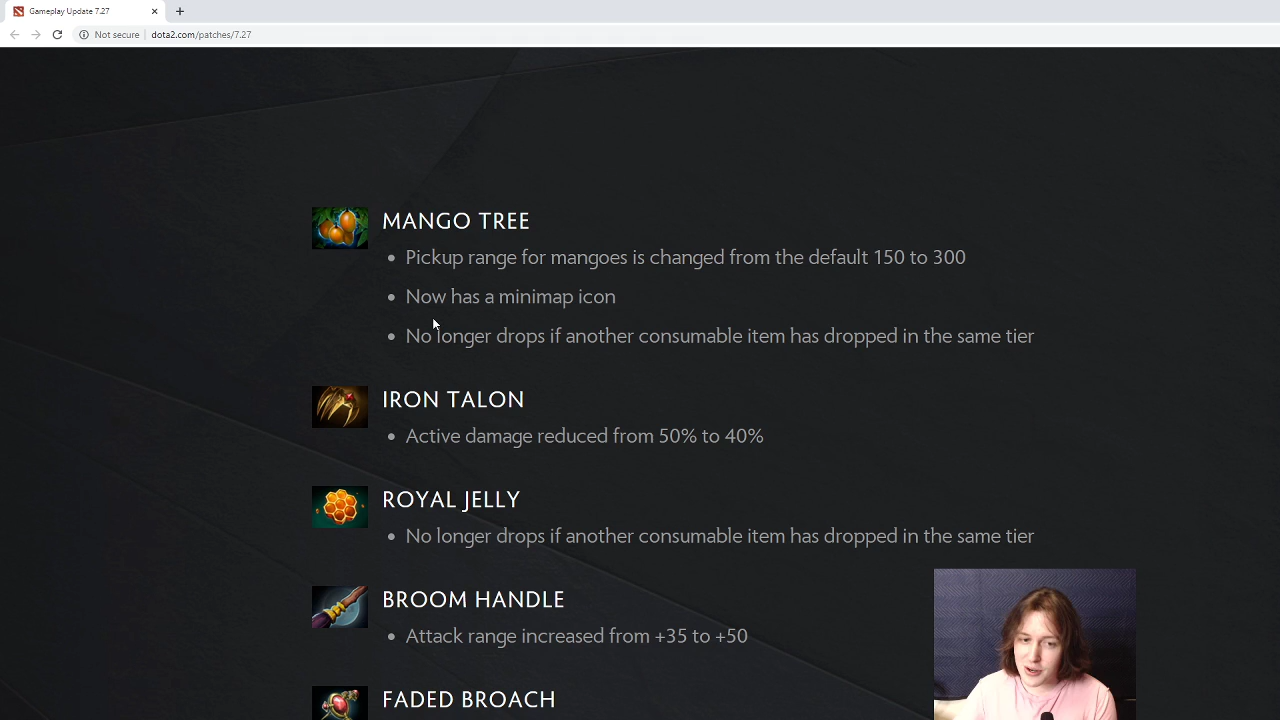 Gameplay Update 7.27
Not secure | dota2.com/patches/7.27
MANGO TREE
• Pickup range for mangoes is changed from the default 150 to 300
• Now has a minimap icon
• No longer drops if another consumable item has dropped in the same tier
IRON TALON
• Active damage reduced from 50% to 40%
ROYAL JELLY
• No longer drops if another consumable item has dropped in the same tier
BROOM HANDLE
• Attack range increased from +35 to +50
FADED BROACH